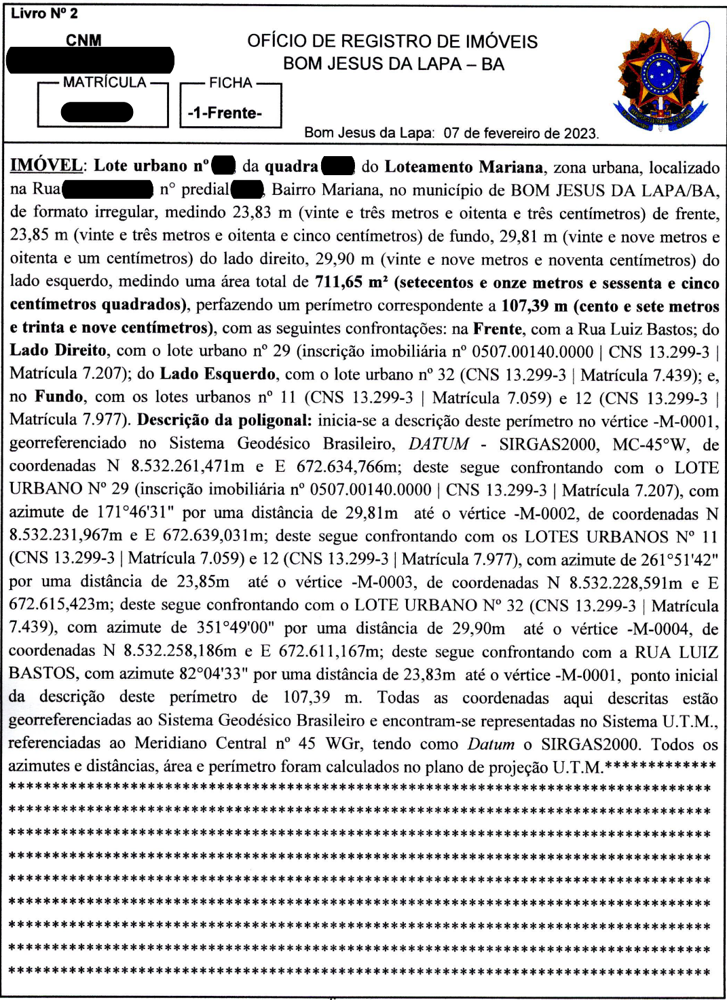 Livro Nº 2
CNM
OFÍCIO DE REGISTRO DE IMÓVEIS
BOM JESUS DA LAPA – BA
MATRÍCULA
FICHA
-1-Frente-
Bom Jesus da Lapa: 07 de fevereiro de 2023.
IMÓVEL: Lote urbano nº da quadra do Loteamento Mariana, zona urbana, localizado
na Rua n° predial , Bairro Mariana, no município de BOM JESUS DA LAPA/BA,
de formato irregular, medindo 23,83 m (vinte e três metros e oitenta e três centímetros) de frente,
23,85 m (vinte e três metros e oitenta e cinco centímetros) de fundo, 29,81 m (vinte e nove metros e
oitenta e um centímetros) do lado direito, 29,90 m (vinte e nove metros e noventa centímetros) do
lado esquerdo, medindo uma área total de 711,65 m² (setecentos e onze metros e sessenta e cinco
centímetros quadrados), perfazendo um perímetro correspondente a 107,39 m (cento e sete metros
e trinta e nove centímetros), com as seguintes confrontações: na Frente, com a Rua Luiz Bastos; do
Lado Direito, com o lote urbano nº 29 (inscrição imobiliária nº 0507.00140.0000 | CNS 13.299-3 |
Matrícula 7.207); do Lado Esquerdo, com o lote urbano nº 32 (CNS 13.299-3 | Matrícula 7.439); e,
no Fundo, com os lotes urbanos nº 11 (CNS 13.299-3 | Matrícula 7.059) e 12 (CNS 13.299-3 |
Matrícula 7.977). Descrição da poligonal: inicia-se a descrição deste perímetro no vértice -M-0001,
georreferenciado no Sistema Geodésico Brasileiro, DATUM - SIRGAS2000, MC-45°W, de
coordenadas N 8.532.261,471m e E 672.634,766m; deste segue confrontando com o LOTE
URBANO Nº 29 (inscrição imobiliária nº 0507.00140.0000 | CNS 13.299-3 | Matrícula 7.207), com
azimute de 171°46'31" por uma distância de 29,81m até o vértice -M-0002, de coordenadas N
8.532.231,967m e E 672.639,031m; deste segue confrontando com os LOTES URBANOS Nº 11
(CNS 13.299-3 | Matrícula 7.059) e 12 (CNS 13.299-3 | Matrícula 7.977), com azimute de 261°51'42"
por uma distância de 23,85m até o vértice -M-0003, de coordenadas N 8.532.228,591m e E
672.615,423m; deste segue confrontando com o LOTE URBANO Nº 32 (CNS 13.299-3 | Matrícula
7.439), com azimute de 351°49'00" por uma distância de 29,90m até o vértice -M-0004, de
coordenadas N 8.532.258,186m e E 672.611,167m; deste segue confrontando com a RUA LUIZ
BASTOS, com azimute 82°04'33" por uma distância de 23,83m até o vértice -M-0001, ponto inicial
da descrição deste perímetro de 107,39 m. Todas as coordenadas aqui descritas estão
georreferenciadas ao Sistema Geodésico Brasileiro e encontram-se representadas no Sistema U.T.M.,
referenciadas ao Meridiano Central nº 45 WGr, tendo como Datum o SIRGAS2000. Todos os
azimutes e distâncias, área e perímetro foram calculados no plano de projeção U.T.M.*************